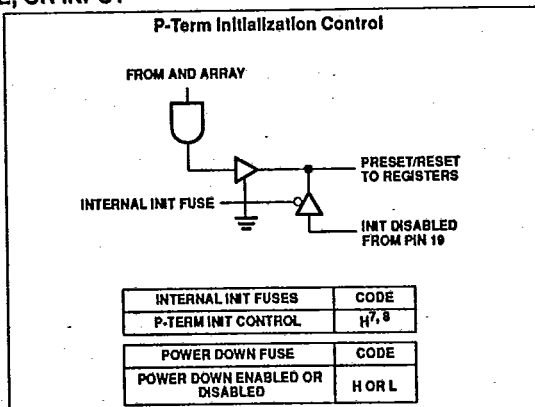 P-Term Initialization Control
FROM AND ARRAY
PRESET/RESET
TO REGISTERS
INTERNAL INIT FUSE
INIT DISABLED
FROM PIN 19
INTERNAL INIT FUSES CODE
P-TERM INIT CONTROL H7, 8
POWER DOWN FUSE CODE
POWER DOWN ENABLED OR
DISABLED
H OR L